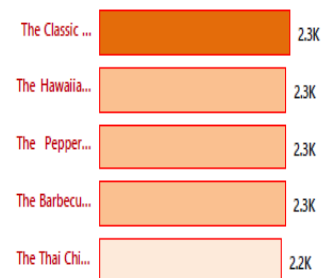 The Classic ... 2.3K
The Hawaiia... 2.3K
The Pepper... 2.3K
The Barbecu... 2.3K
The Thai Chi... 2.2K